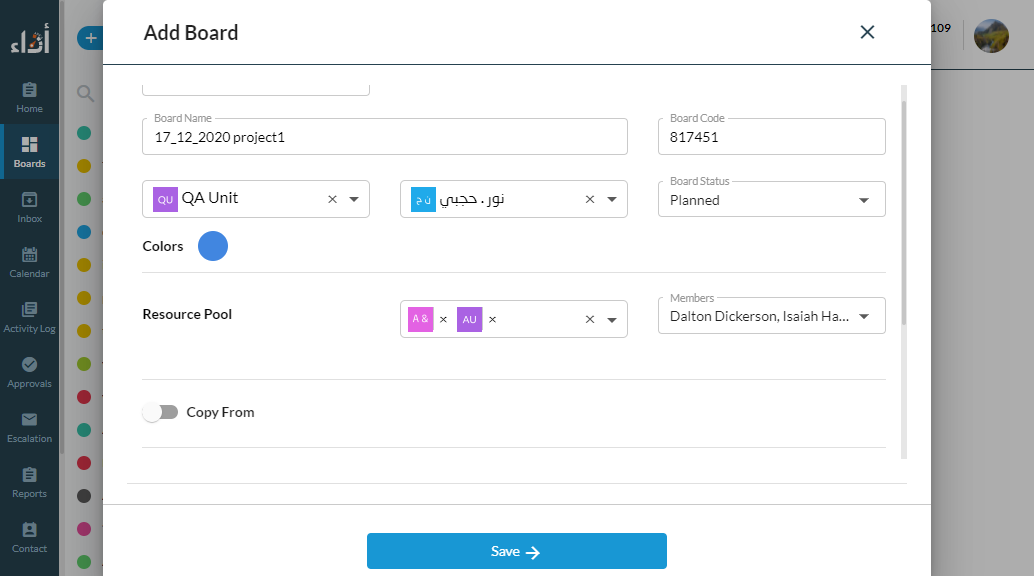 أداء
Home
Boards
Inbox
Calendar
Activity Log
Approvals
Escalation
Reports
Contact
109
Add Board
Board Name
17_12_2020 project1
Board Code
817451
QU QA Unit
ن ح نور . حجبي
Board Status
Planned
Colors
Resource Pool
A & × AU ×
Members
Dalton Dickerson, Isaiah Ha...
Copy From
Save